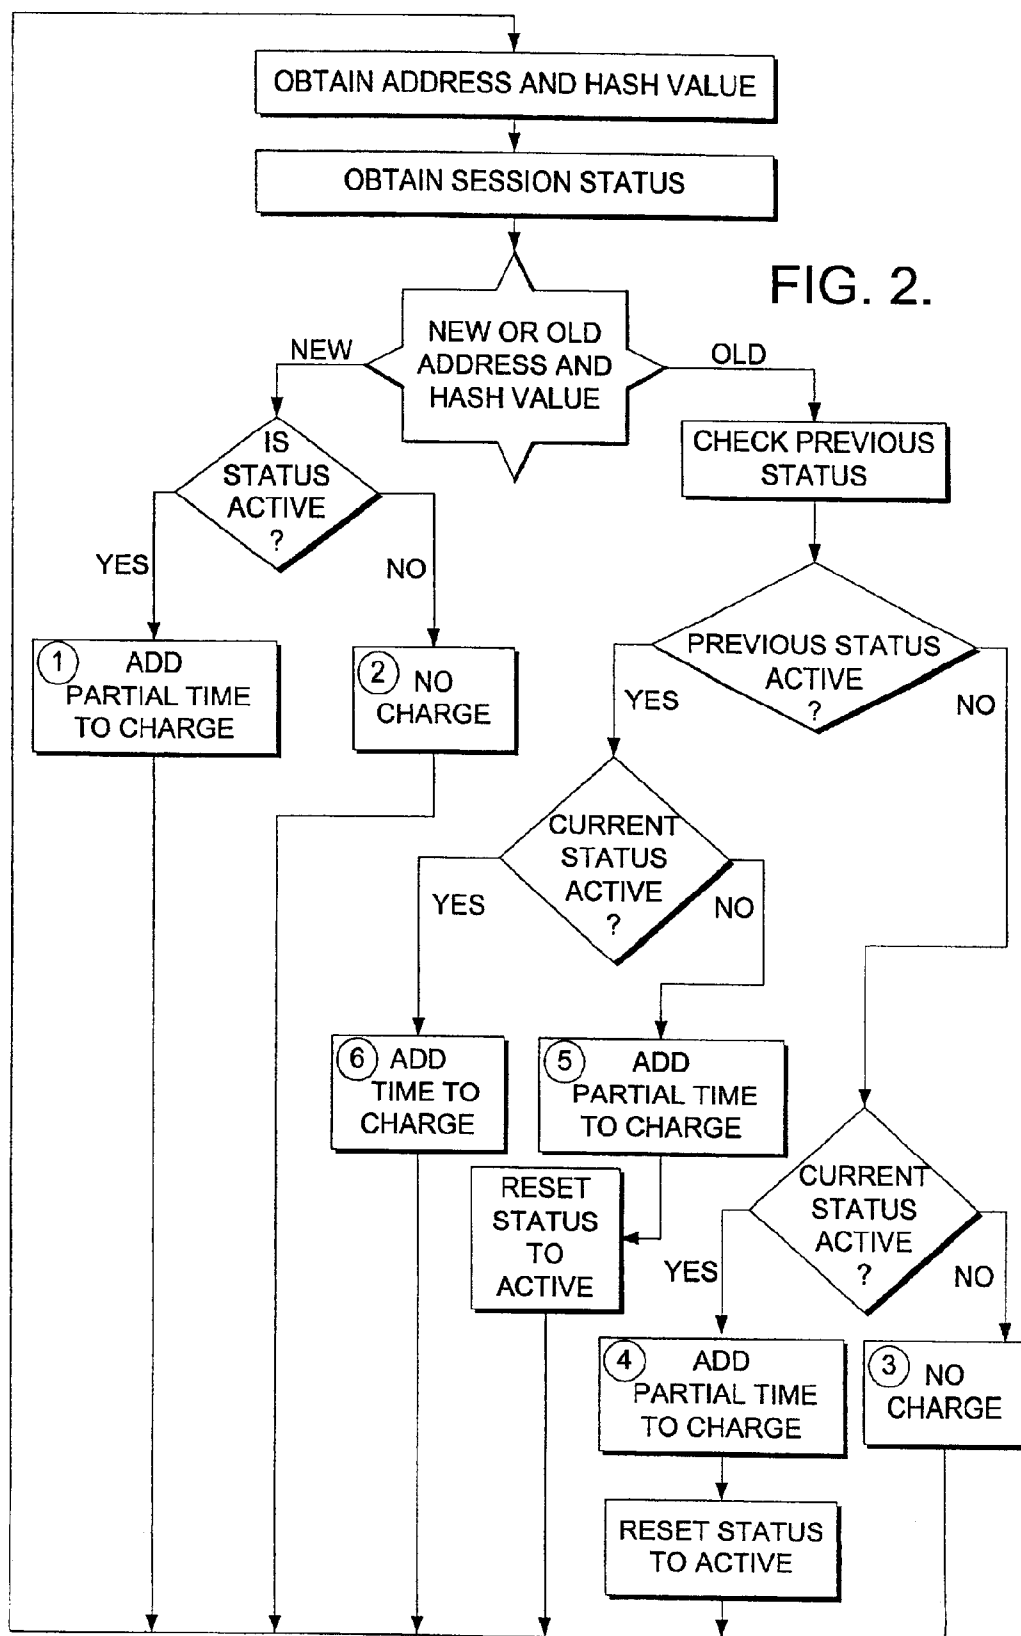 OBTAIN ADDRESS AND HASH VALUE
OBTAIN SESSION STATUS
FIG. 2.
NEW OR OLD
ADDRESS AND
HASH VALUE
NEW
OLD
IS
STATUS
ACTIVE
?
CHECK PREVIOUS
STATUS
YES
NO
1 ADD
PARTIAL TIME
TO CHARGE
2 NO
CHARGE
PREVIOUS STATUS
ACTIVE
?
YES
NO
CURRENT
STATUS
ACTIVE
?
YES
NO
6 ADD
TIME TO
CHARGE
5 ADD
PARTIAL TIME
TO CHARGE
RESET
STATUS
TO
ACTIVE
CURRENT
STATUS
ACTIVE
?
YES
NO
4 ADD
PARTIAL TIME
TO CHARGE
3 NO
CHARGE
RESET STATUS
TO ACTIVE